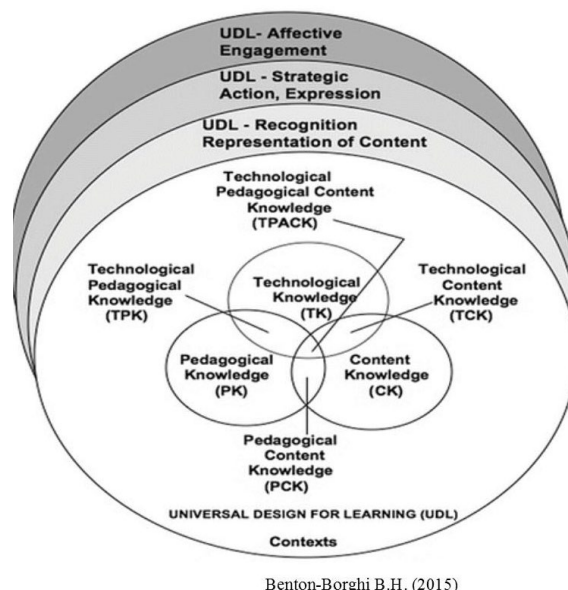 UDL- Affective
Engagement
UDL - Strategic
Action, Expression
UDL - Recognition
Representation of Content
Technological
Pedagogical Content
Knowledge
(TPACK)
Technological
Pedagogical
Knowledge
(TPK)
Technological
Knowledge
(TK)
Technological
Content
Knowledge
(TCK)
Pedagogical
Knowledge
(PK)
Content
Knowledge
(CK)
Pedagogical
Content
Knowledge
(PCK)
UNIVERSAL DESIGN FOR LEARNING (UDL)
Contexts
Benton-Borghi B.H. (2015)